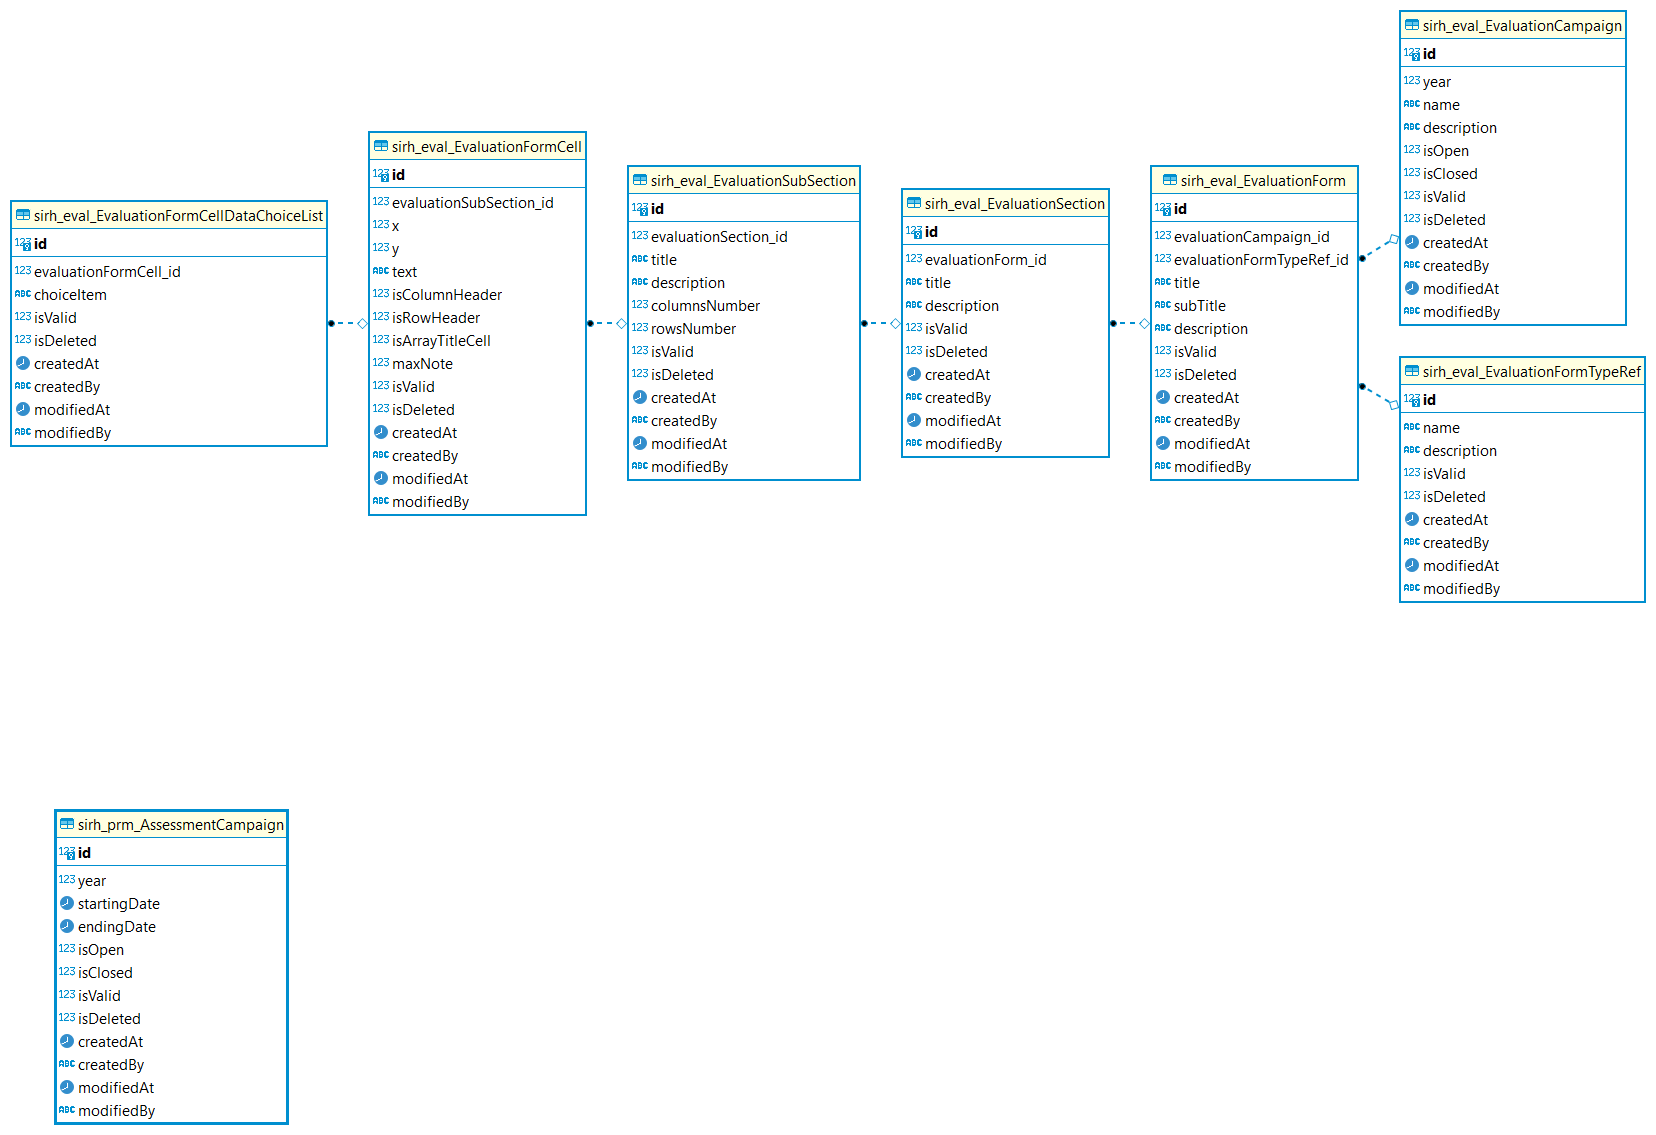 sirh_eval_EvaluationFormCellDataChoiceList
123 id
123 evaluationFormCell_id
ABC choiceItem
123 isValid
123 isDeleted
createdAt
ABC createdBy
modifiedAt
ABC modifiedBy
sirh_eval_EvaluationFormCell
123 id
123 evaluationSubSection_id
123 x
123 y
ABC text
123 isColumnHeader
123 isRowHeader
123 isArrayTitleCell
123 maxNote
123 isValid
123 isDeleted
createdAt
ABC createdBy
modifiedAt
ABC modifiedBy
sirh_eval_EvaluationSubSection
123 id
123 evaluationSection_id
ABC title
ABC description
123 columnsNumber
123 rowsNumber
123 isValid
123 isDeleted
createdAt
ABC createdBy
modifiedAt
ABC modifiedBy
sirh_eval_EvaluationSection
123 id
123 evaluationForm_id
ABC title
ABC description
123 isValid
123 isDeleted
createdAt
ABC createdBy
modifiedAt
ABC modifiedBy
sirh_eval_EvaluationForm
123 id
123 evaluationCampaign_id
123 evaluationFormTypeRef_id
ABC title
ABC subTitle
ABC description
123 isValid
123 isDeleted
createdAt
ABC createdBy
modifiedAt
ABC modifiedBy
sirh_eval_EvaluationCampaign
123 id
123 year
ABC name
ABC description
123 isOpen
123 isClosed
123 isValid
123 isDeleted
createdAt
ABC createdBy
modifiedAt
ABC modifiedBy
sirh_eval_EvaluationFormTypeRef
123 id
ABC name
ABC description
123 isValid
123 isDeleted
createdAt
ABC createdBy
modifiedAt
ABC modifiedBy
sirh_prm_AssessmentCampaign
123 id
123 year
startingDate
endingDate
123 isOpen
123 isClosed
123 isValid
123 isDeleted
createdAt
ABC createdBy
modifiedAt
ABC modifiedBy